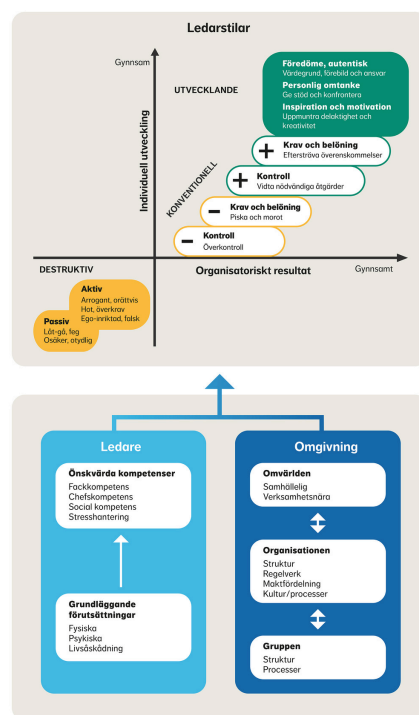 Ledarstilar
Gynnsam
Individuell utveckling
UTVECKLANDE
Föredöme, autentisk
Värdegrund, förebild och ansvar
Personlig omtanke
Ge stöd och konfrontera
Inspiration och motivation
Uppmuntra delaktighet och
kreativitet
KONVENTIONELL
+ Krav och belöning
Eftersträva överenskommelser
+ Kontroll
Vidta nödvändiga åtgärder
− Krav och belöning
Piska och morot
− Kontroll
Överkontroll
DESTRUKTIV
Organisatoriskt resultat
Gynnsamt
Aktiv
Arrogant, orättvis
Hot, överkrav
Ego-inriktad, falsk
Passiv
Låt-gå, feg
Osäker, otydlig
Ledare
Önskvärda kompetenser
Fackkompetens
Chefskompetens
Social kompetens
Stresshantering
Grundläggande
förutsättningar
Fysiska
Psykiska
Livsåskådning
Omgivning
Omvärlden
Samhällelig
Verksamhetsnära
Organisationen
Struktur
Regelverk
Maktfördelning
Kultur/processer
Gruppen
Struktur
Processer